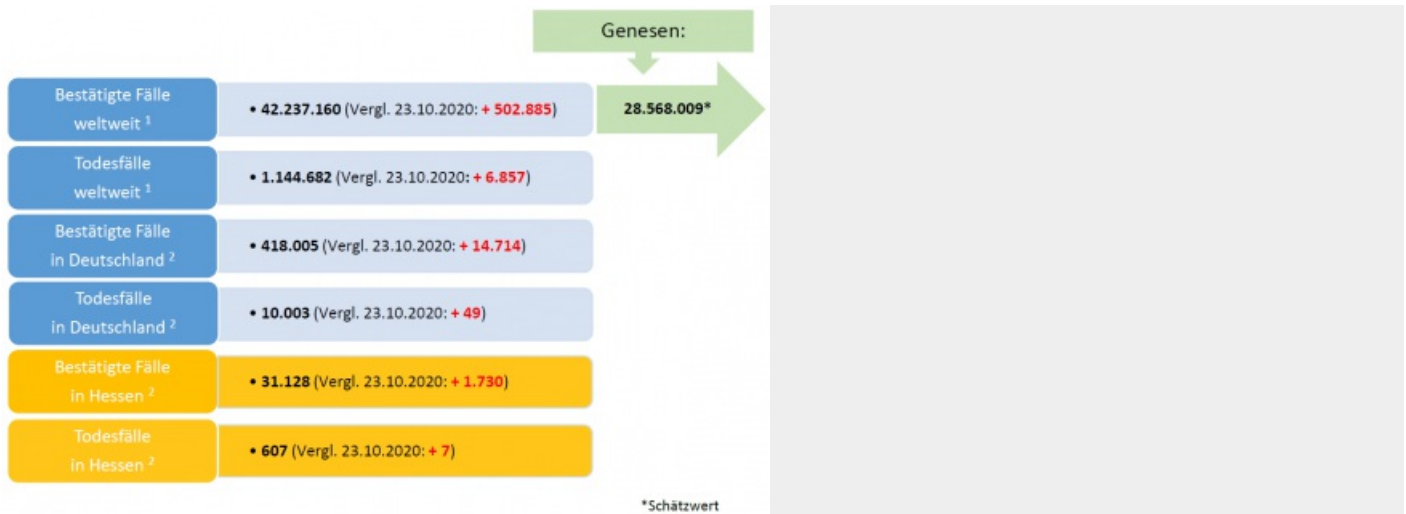 Genesen:
Bestätigte Fälle
weltweit ¹
• 42.237.160 (Vergl. 23.10.2020: + 502.885)
28.568.009*
Todesfälle
weltweit ¹
• 1.144.682 (Vergl. 23.10.2020: + 6.857)
Bestätigte Fälle
in Deutschland ²
• 418.005 (Vergl. 23.10.2020: + 14.714)
Todesfälle
in Deutschland ²
• 10.003 (Vergl. 23.10.2020: + 49)
Bestätigte Fälle
in Hessen ²
• 31.128 (Vergl. 23.10.2020: + 1.730)
Todesfälle
in Hessen ²
• 607 (Vergl. 23.10.2020: + 7)
*Schätzwert